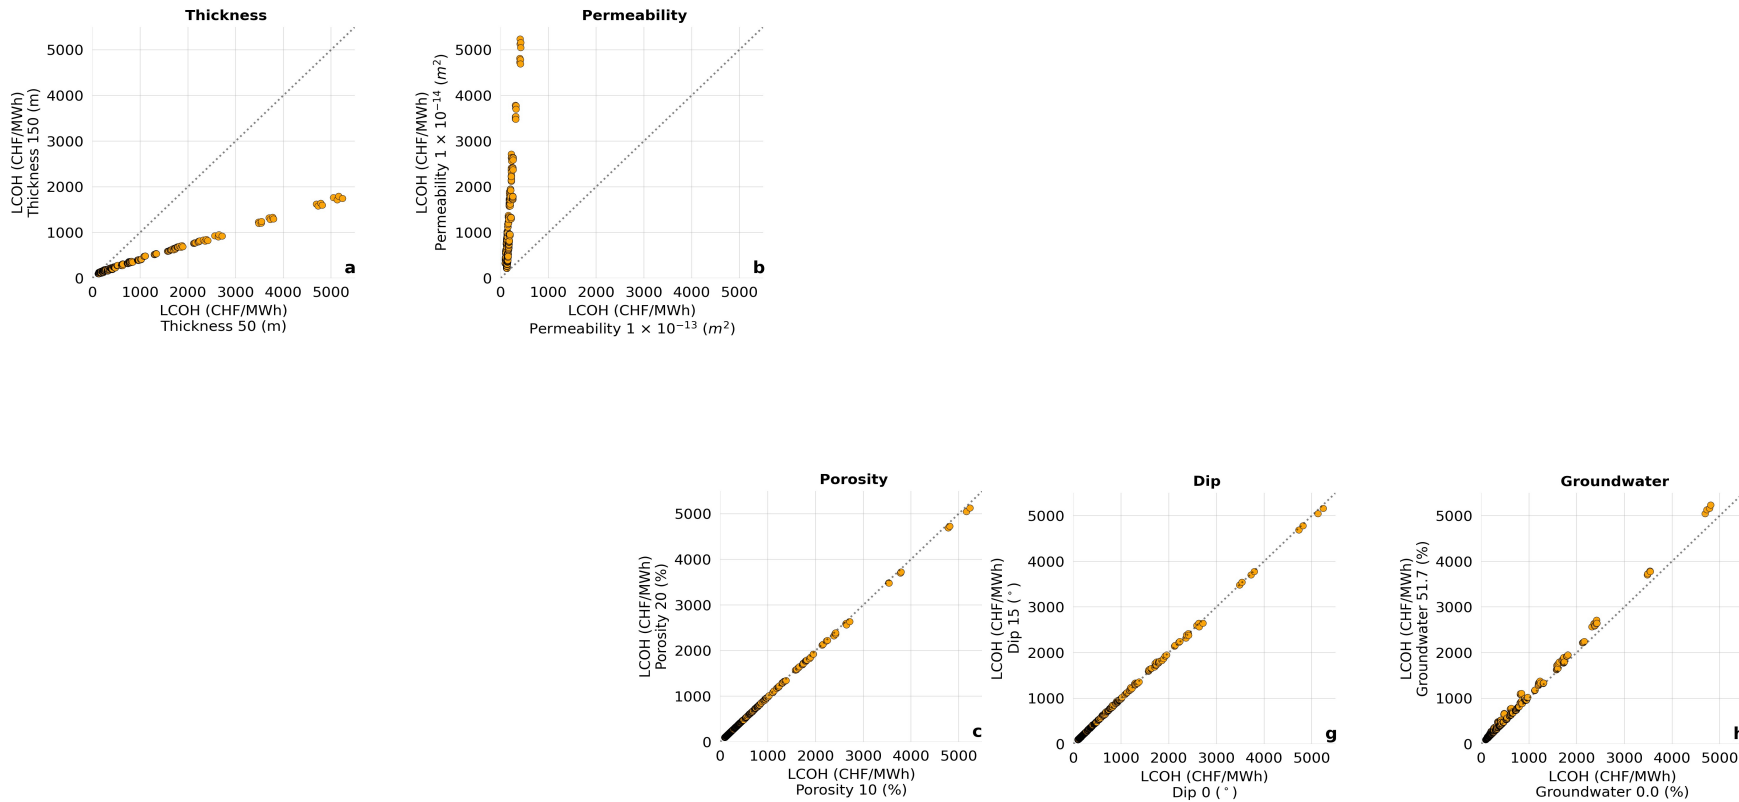 Thickness
LCOH (CHF/MWh)
Thickness 150 (m)
5000
4000
3000
2000
1000
0
a
0 1000 2000 3000 4000 5000
LCOH (CHF/MWh)
Thickness 50 (m)
Permeability
LCOH (CHF/MWh)
Permeability 1 × 10⁻¹⁴ (m²)
5000
4000
3000
2000
1000
0
b
0 1000 2000 3000 4000 5000
LCOH (CHF/MWh)
Permeability 1 × 10⁻¹³ (m²)
Porosity
LCOH (CHF/MWh)
Porosity 20 (%)
5000
4000
3000
2000
1000
0
c
0 1000 2000 3000 4000 5000
LCOH (CHF/MWh)
Porosity 10 (%)
Dip
LCOH (CHF/MWh)
Dip 15 (°)
5000
4000
3000
2000
1000
0
g
0 1000 2000 3000 4000 5000
LCOH (CHF/MWh)
Dip 0 (°)
Groundwater
LCOH (CHF/MWh)
Groundwater 51.7 (%)
5000
4000
3000
2000
1000
0
0 1000 2000 3000 4000 5000
LCOH (CHF/MWh)
Groundwater 0.0 (%)